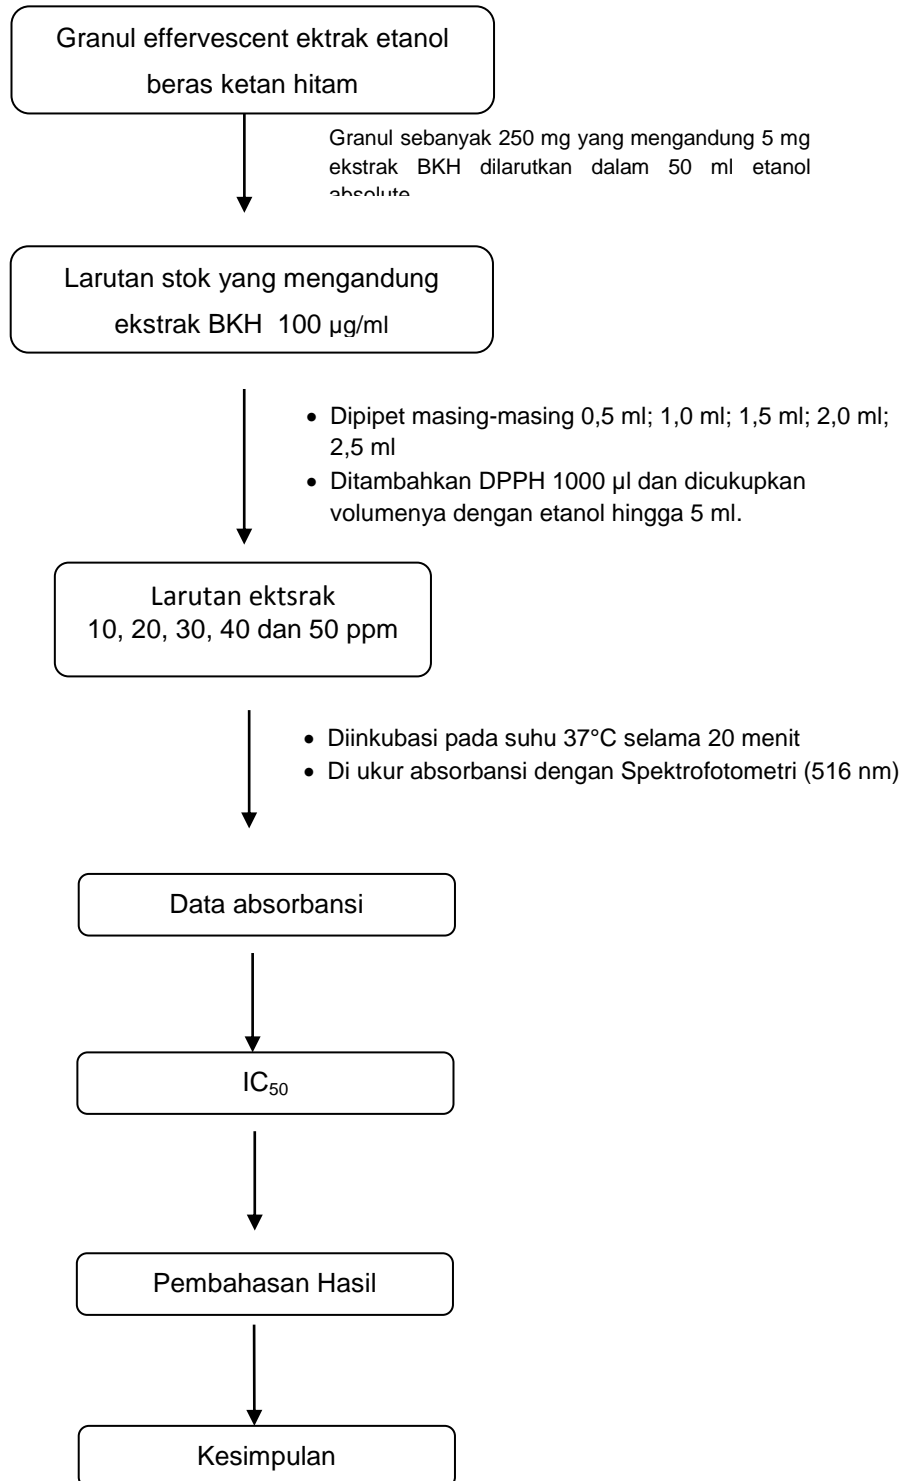 Granul effervescent ektrak etanol
beras ketan hitam
Granul sebanyak 250 mg yang mengandung 5 mg
ekstrak BKH dilarutkan dalam 50 ml etanol
absolute
Larutan stok yang mengandung
ekstrak BKH 100 µg/ml
• Dipipet masing-masing 0,5 ml; 1,0 ml; 1,5 ml; 2,0 ml;
2,5 ml
• Ditambahkan DPPH 1000 µl dan dicukupkan
volumenya dengan etanol hingga 5 ml.
Larutan ektsrak
10, 20, 30, 40 dan 50 ppm
• Diinkubasi pada suhu 37°C selama 20 menit
• Di ukur absorbansi dengan Spektrofotometri (516 nm)
Data absorbansi
IC50
Pembahasan Hasil
Kesimpulan